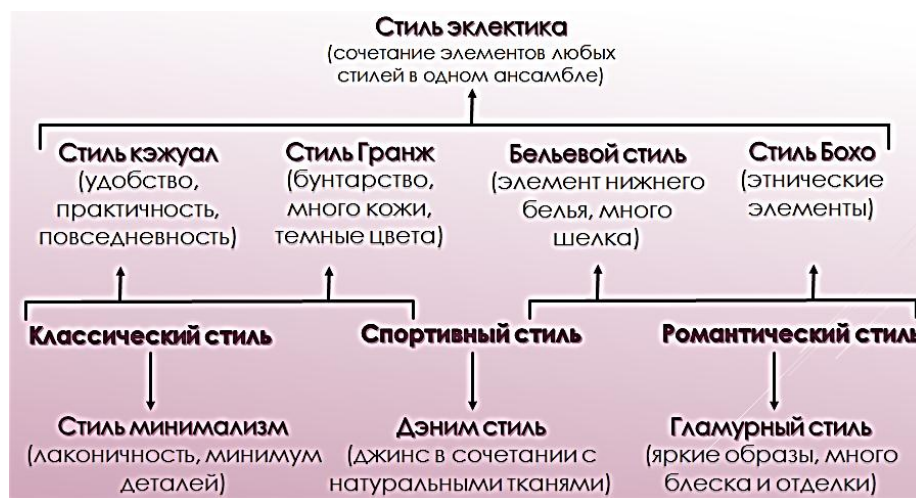 Стиль эклектика
(сочетание элементов любых
стилей в одном ансамбле)
Стиль кэжуал
(удобство,
практичность,
повседневность)
Стиль Гранж
(бунтарство,
много кожи,
темные цвета)
Бельевой стиль
(элемент нижнего
белья, много
шелка)
Стиль Бохо
(этнические
элементы)
Классический стиль
Спортивный стиль
Романтический стиль
Стиль минимализм
(лаконичность, минимум
деталей)
Дэним стиль
(джинс в сочетании с
натуральными тканями)
Гламурный стиль
(яркие образы, много
блеска и отделки)